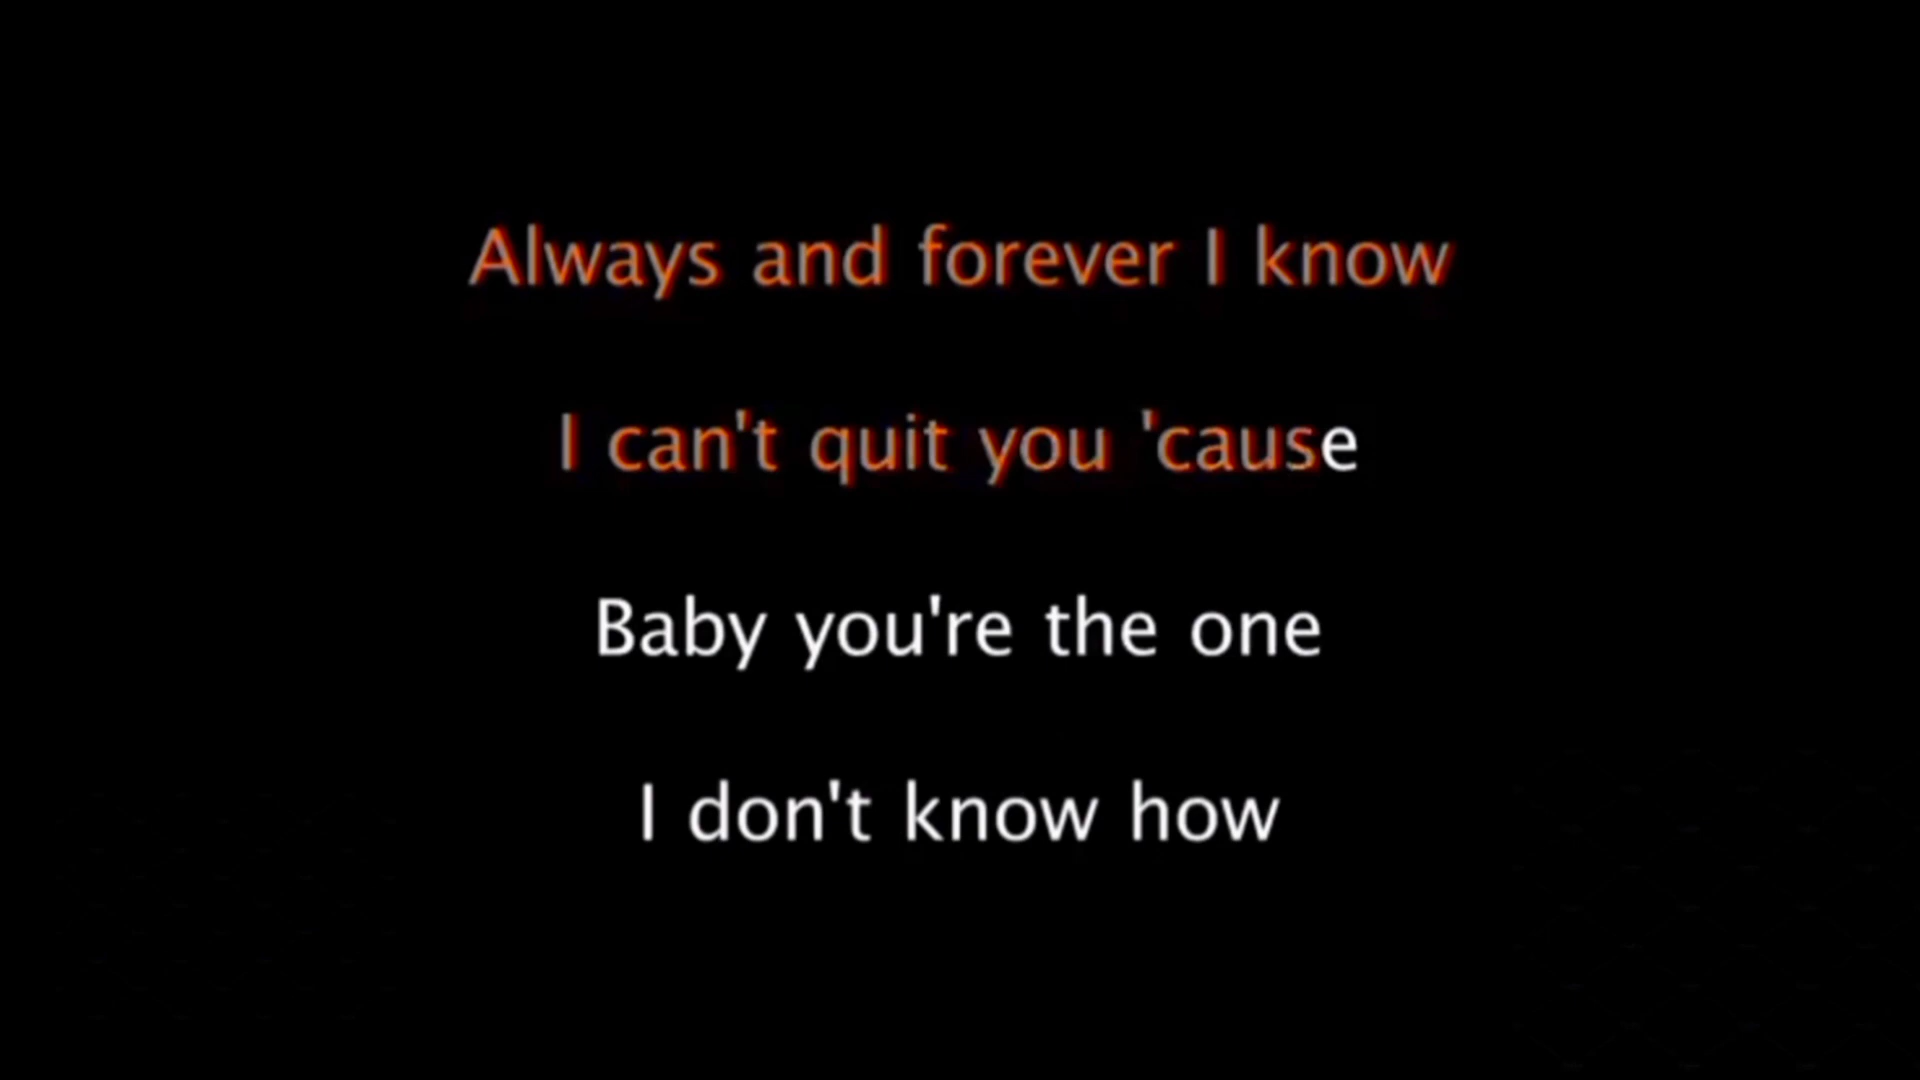 Always and forever I know
I can't quit you 'cause
Baby you're the one
I don't know how